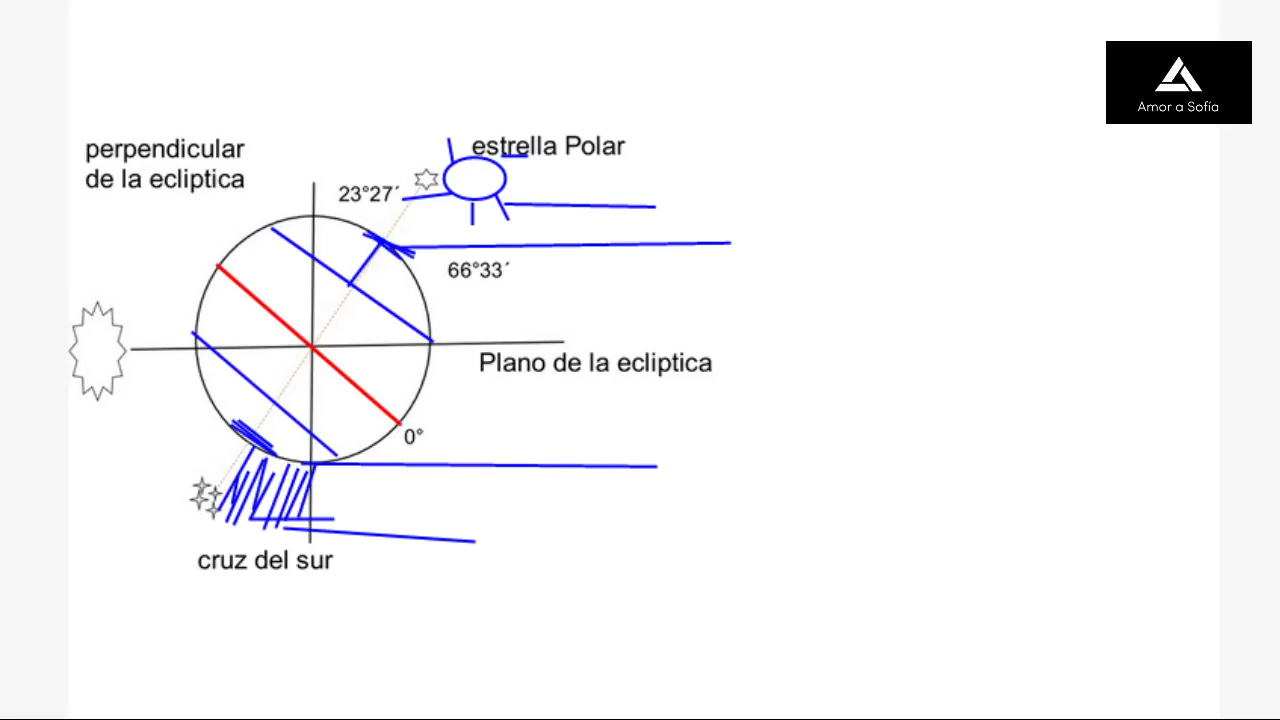 Amor a Sofía
estrella Polar
perpendicular
de la ecliptica
23°27´
66°33´
Plano de la ecliptica
0°
cruz del sur